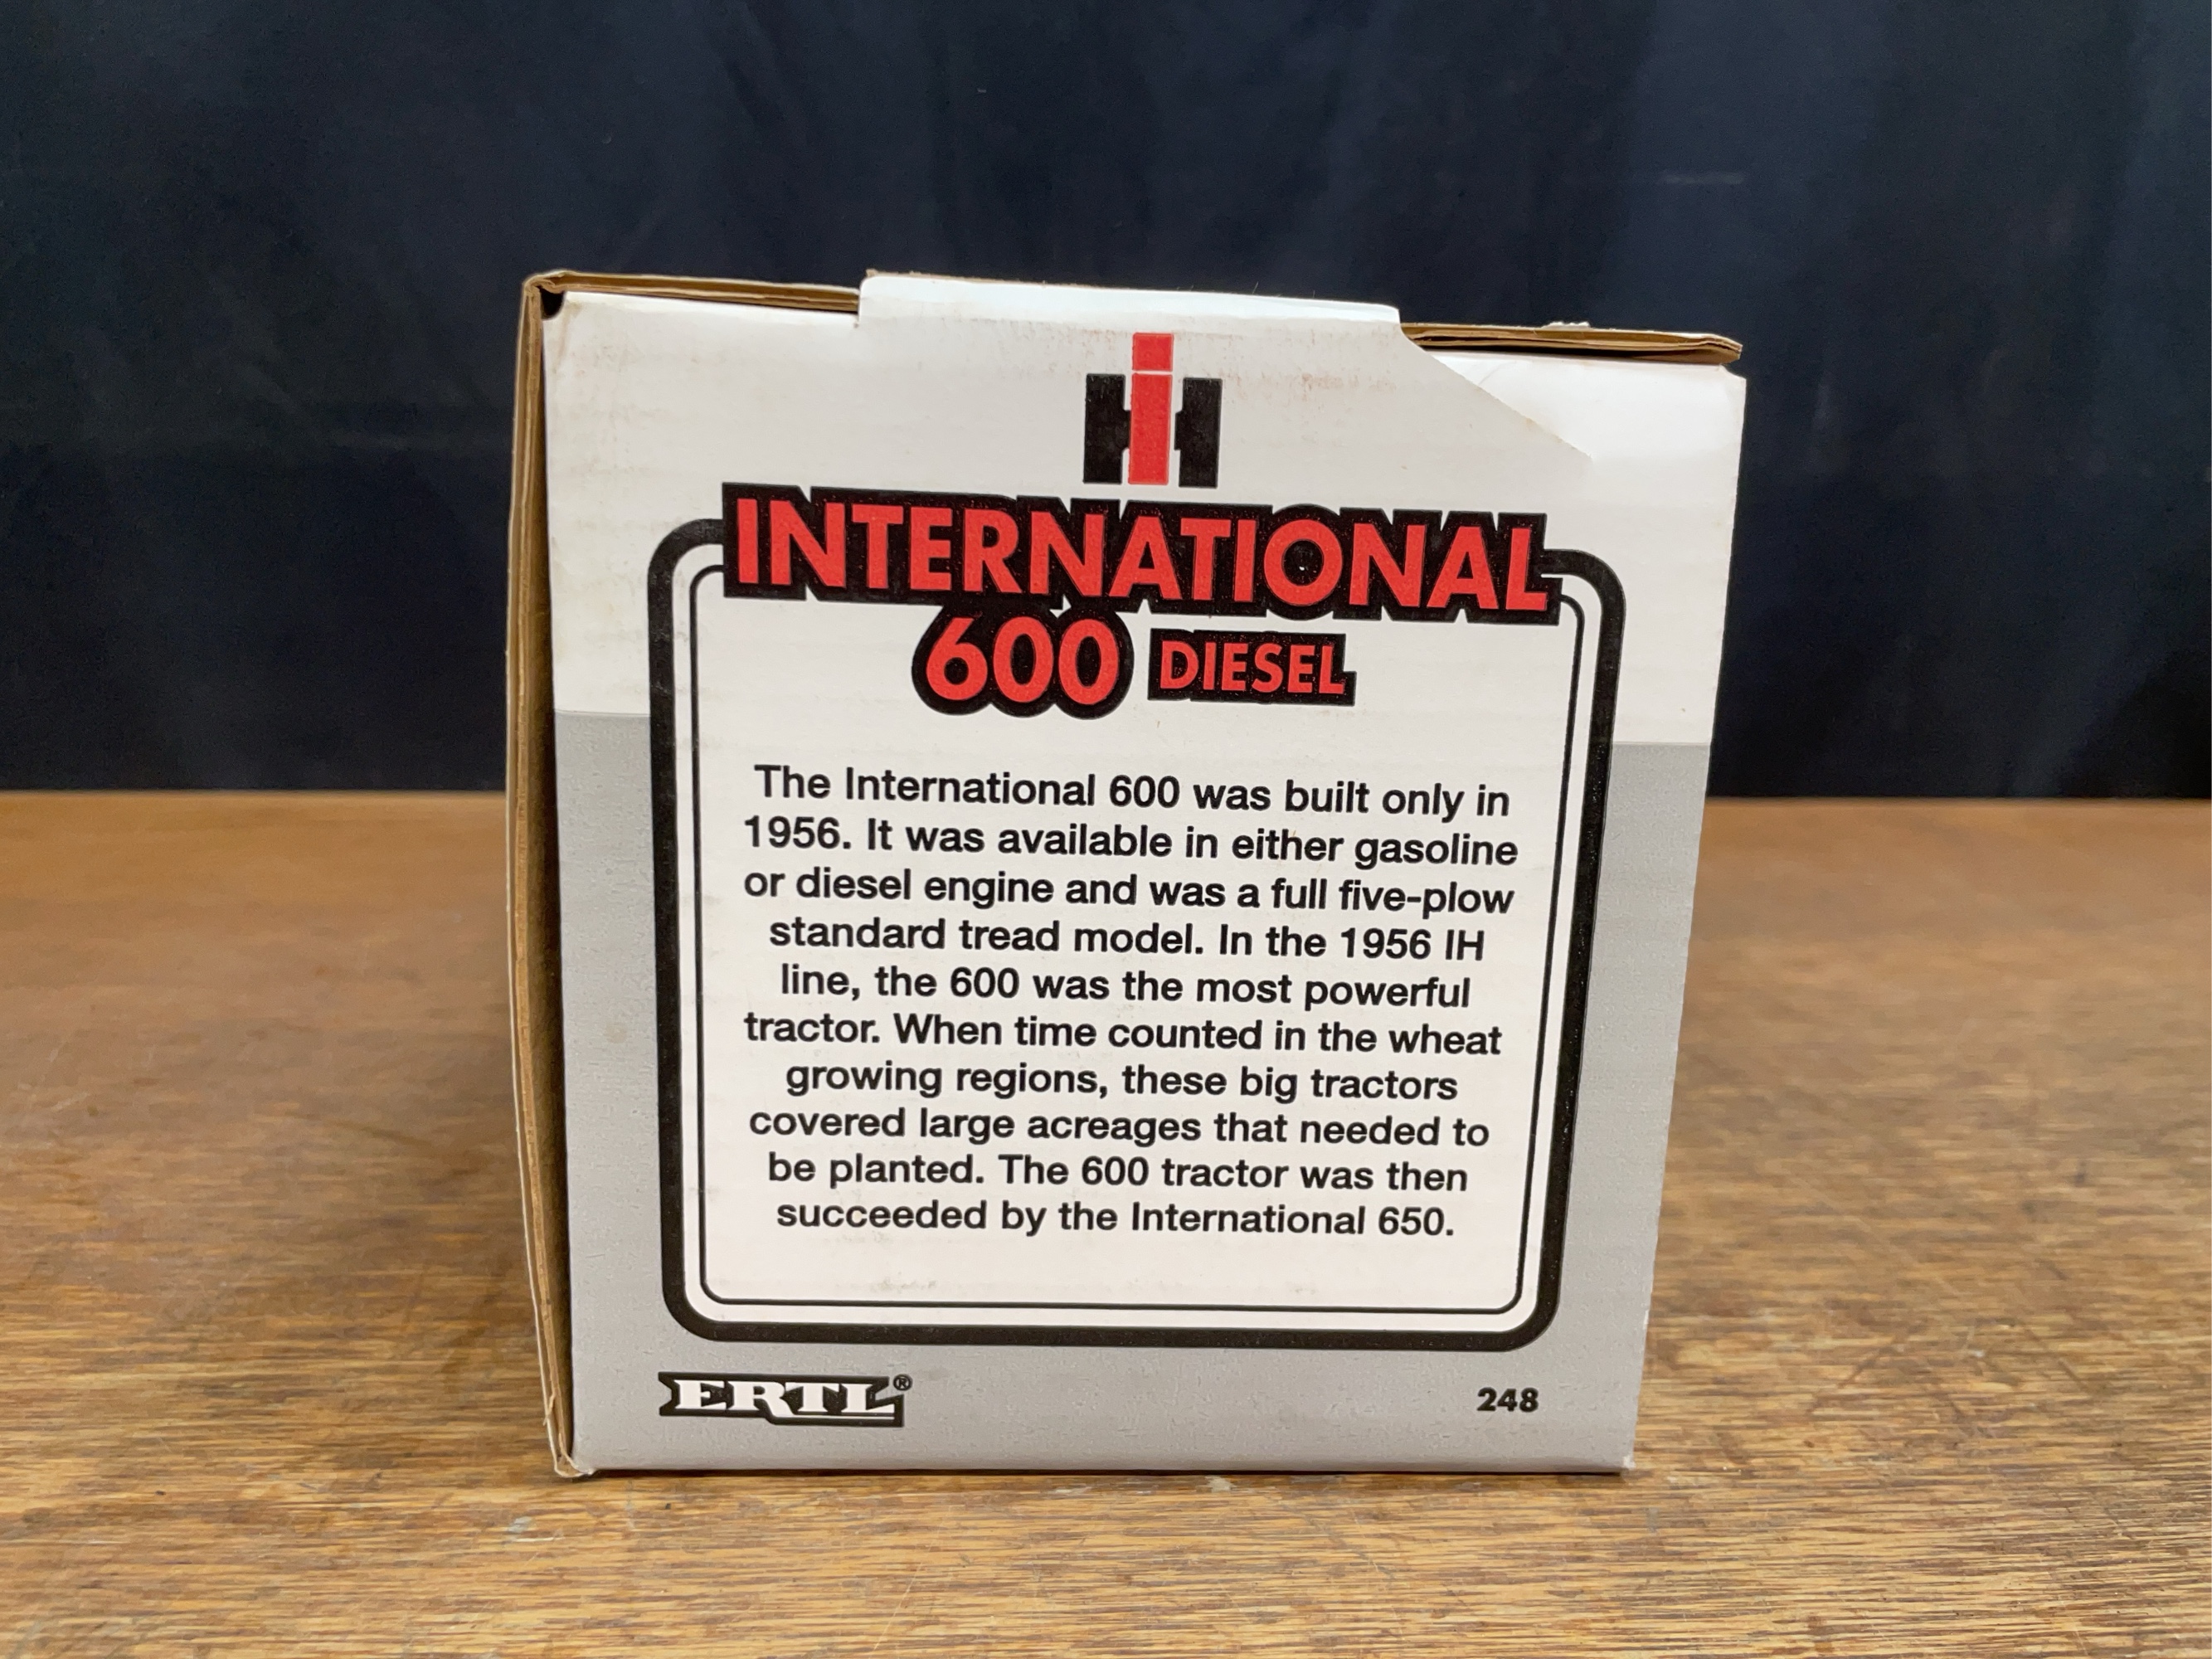 IH
INTERNATIONAL
600 DIESEL
The International 600 was built only in
1956. It was available in either gasoline
or diesel engine and was a full five-plow
standard tread model. In the 1956 IH
line, the 600 was the most powerful
tractor. When time counted in the wheat
growing regions, these big tractors
covered large acreages that needed to
be planted. The 600 tractor was then
succeeded by the International 650.
ERTL®
248